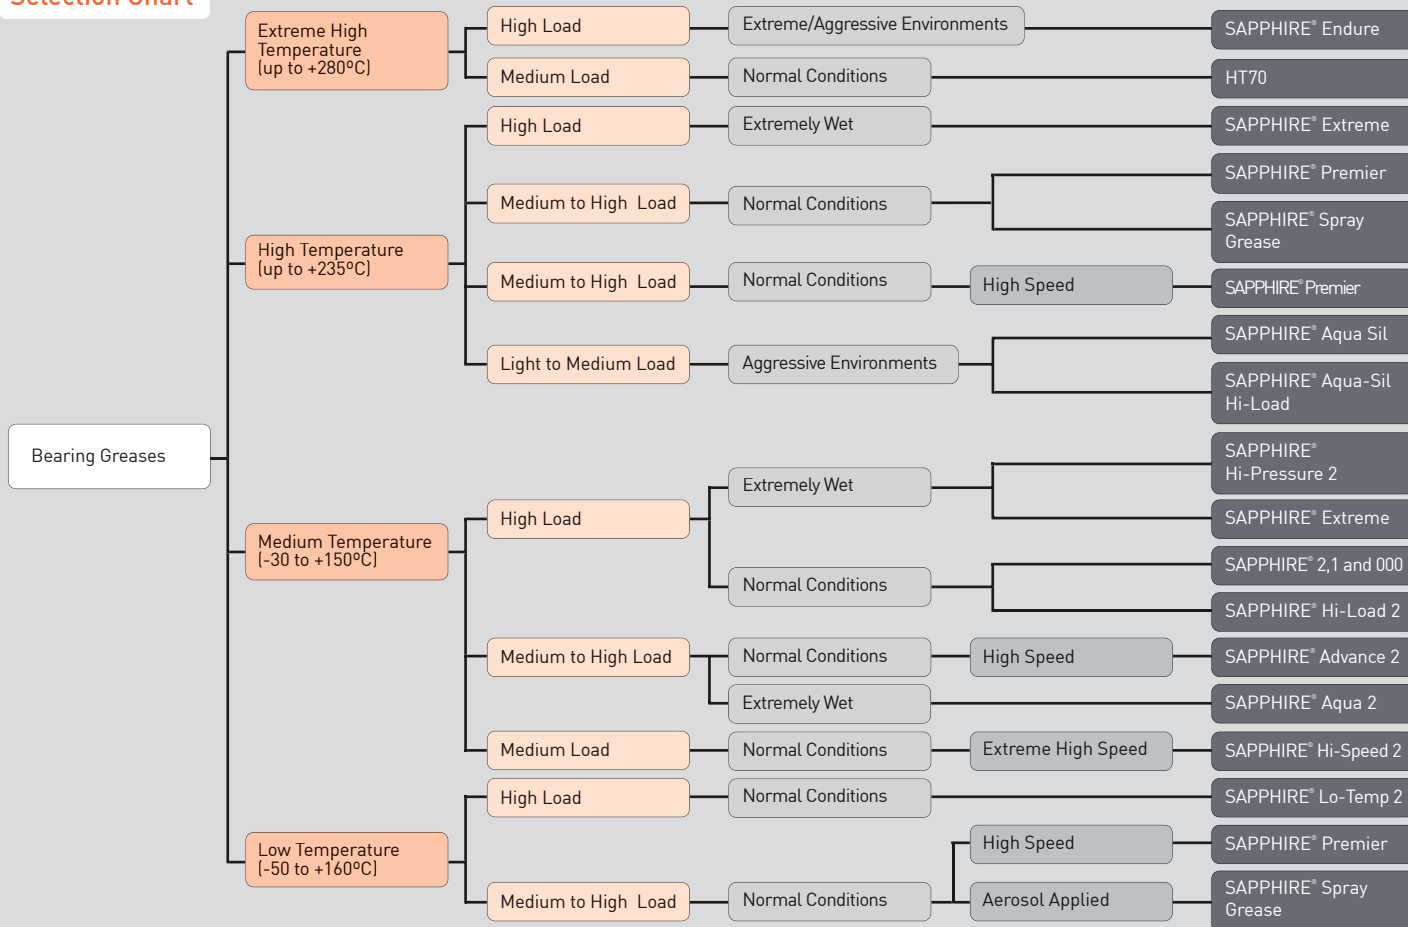 Selection Chart
Bearing Greases
Extreme High
Temperature
(up to +280ºC)
High Load
Extreme/Aggressive Environments
SAPPHIRE® Endure
Medium Load
Normal Conditions
HT70
High Temperature
(up to +235ºC)
High Load
Extremely Wet
SAPPHIRE® Extreme
Medium to High Load
Normal Conditions
SAPPHIRE® Premier
SAPPHIRE® Spray
Grease
Medium to High Load
Normal Conditions
High Speed
SAPPHIRE® Premier
Light to Medium Load
Aggressive Environments
SAPPHIRE® Aqua Sil
SAPPHIRE® Aqua-Sil
Hi-Load
Medium Temperature
(-30 to +150ºC)
High Load
Extremely Wet
SAPPHIRE®
Hi-Pressure 2
SAPPHIRE® Extreme
Normal Conditions
SAPPHIRE® 2,1 and 000
SAPPHIRE® Hi-Load 2
Medium to High Load
Normal Conditions
High Speed
SAPPHIRE® Advance 2
Extremely Wet
SAPPHIRE® Aqua 2
Medium Load
Normal Conditions
Extreme High Speed
SAPPHIRE® Hi-Speed 2
Low Temperature
(-50 to +160ºC)
High Load
Normal Conditions
SAPPHIRE® Lo-Temp 2
Medium to High Load
Normal Conditions
High Speed
SAPPHIRE® Premier
Aerosol Applied
SAPPHIRE® Spray
Grease